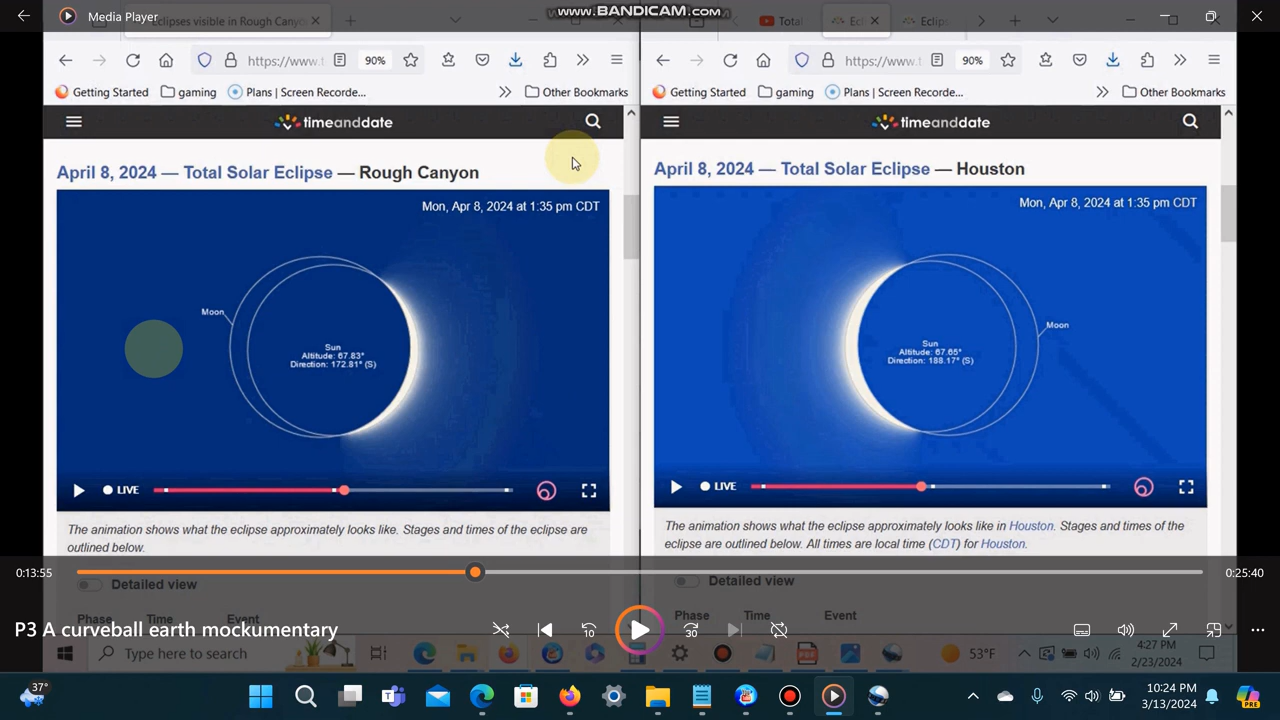 Media Player
www.BANDICAM.com
eclipses visible in Rough Canyo
Total
Ecl
Eclips
https://www.t
90%
https://www.t
90%
Getting Started
gaming
Plans | Screen Recorde...
Other Bookmarks
Getting Started
gaming
Plans | Screen Recorde...
Other Bookmarks
timeanddate
timeanddate
April 8, 2024 — Total Solar Eclipse — Rough Canyon
Mon, Apr 8, 2024 at 1:35 pm CDT
Moon
Sun
Altitude: 67.83°
Direction: 172.81° (S)
LIVE
The animation shows what the eclipse approximately looks like. Stages and times of the eclipse are
outlined below.
Detailed view
Phase Time Event
April 8, 2024 — Total Solar Eclipse — Houston
Mon, Apr 8, 2024 at 1:35 pm CDT
Moon
Sun
Altitude: 67.65°
Direction: 188.17° (S)
LIVE
The animation shows what the eclipse approximately looks like in Houston. Stages and times of the
eclipse are outlined below. All times are local time (CDT) for Houston.
Detailed view
Phase Time Event
0:13:55
0:25:40
P3 A curveball earth mockumentary
10
30
Type here to search
53°F
4:27 PM
2/23/2024
37°
10:24 PM
3/13/2024
PRE